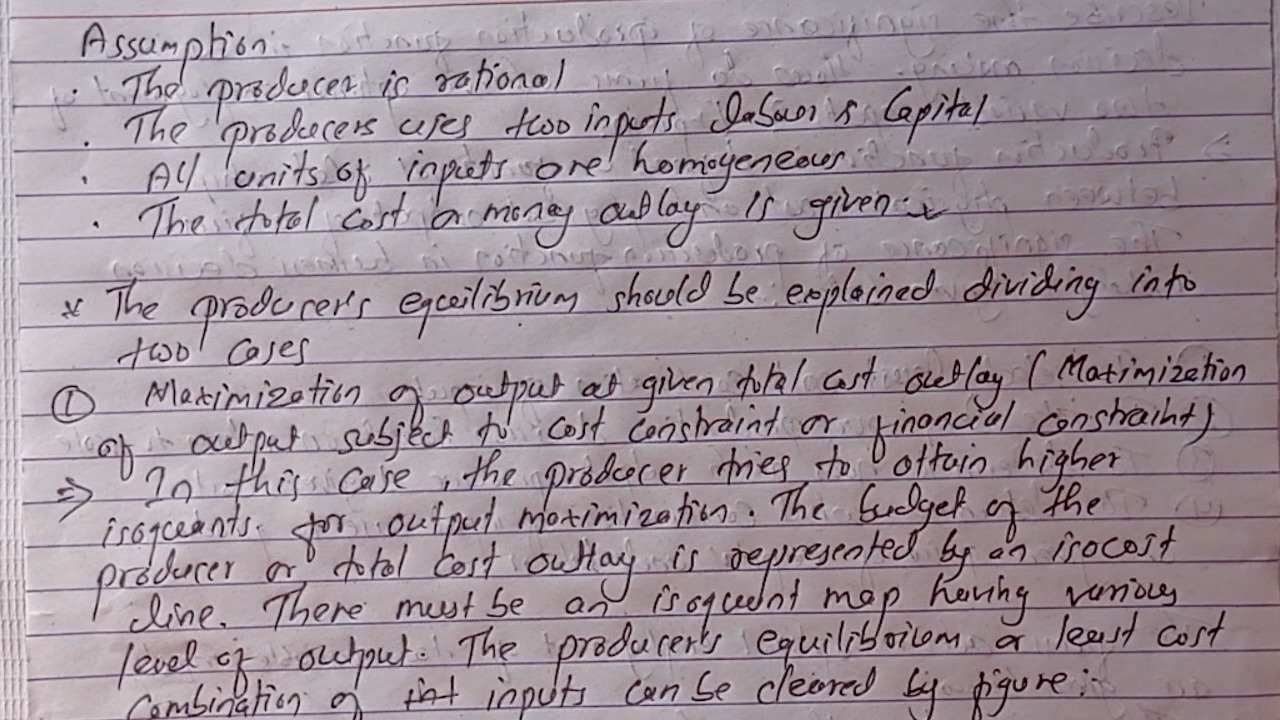 Assumption:
. The producer is rational
. The producers uses two inputs labour & Capital
. All units of inputs are homogeneous
. The total cost or money outlay is given.
* The producer's equilibrium should be explained dividing into
two cases
① Maximization of output at given total cost outlay (Maximization
of output subject to cost constraint or financial constraint)
⇒ In this case, the producer tries to attain higher
isoquants for output maximization. The budget of the
producer or total cost outlay is represented by an isocost
line. There must be an isoquant map having various
level of output. The producer's equilibrium or least cost
Combination of inputs can be cleared by figure:-